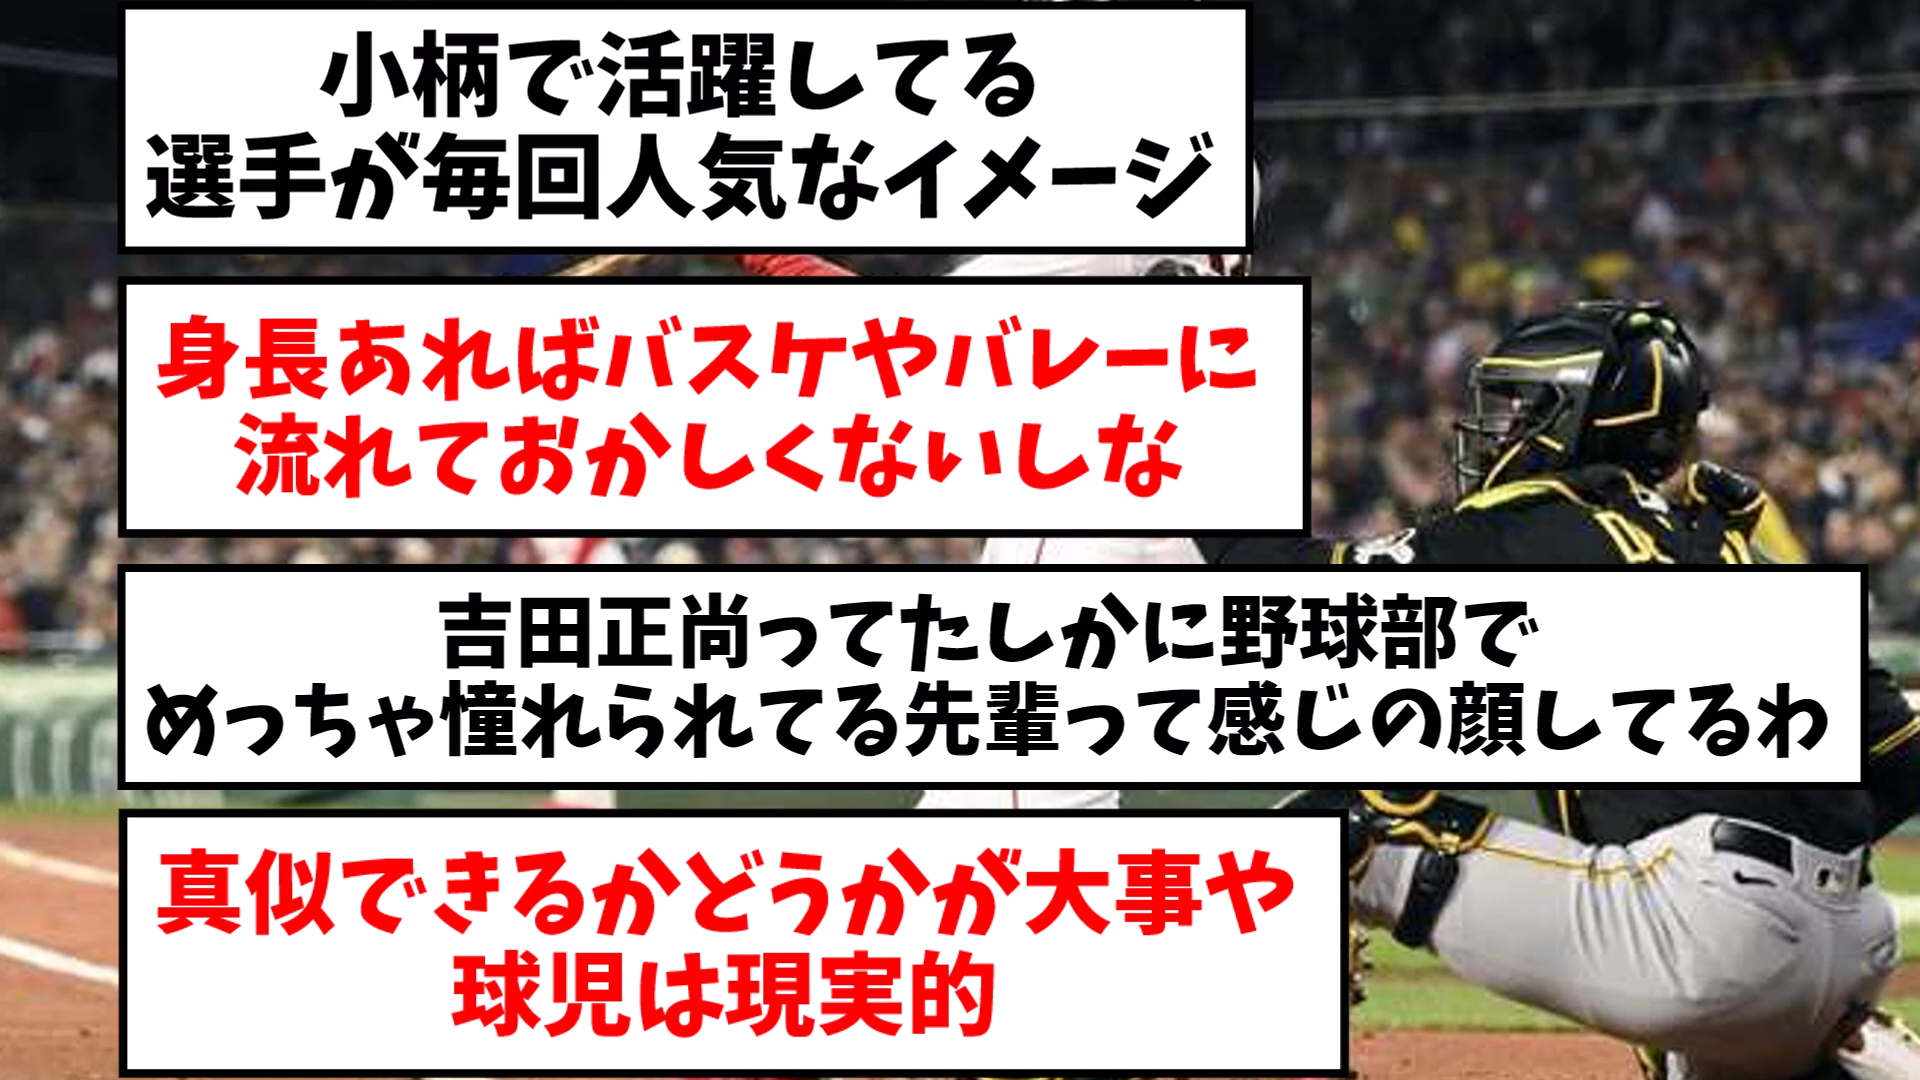 小柄で活躍してる
選手が毎回人気なイメージ
身長あればバスケやバレーに
流れておかしくないしな
吉田正尚ってたしかに野球部で
めっちゃ憧れられてる先輩って感じの顔してるわ
真似できるかどうかが大事や
球児は現実的